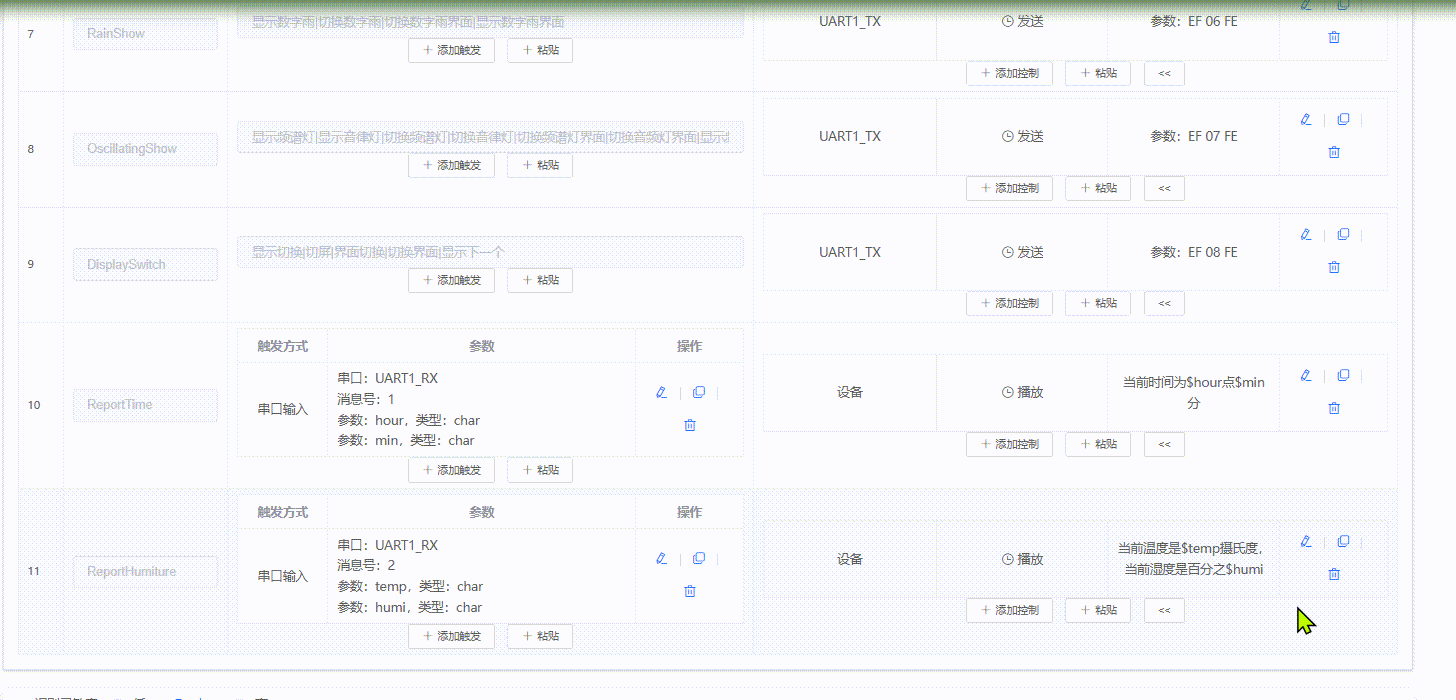 7
RainShow
显示数字雨|切换数字雨|切换数字雨界面|显示数字雨界面
+ 添加触发
+ 粘贴
UART1_TX
发送
参数：EF 06 FE
+ 添加控制
+ 粘贴
<<
8
OscillatingShow
显示频谱灯|显示音律灯|切换频谱灯|切换音律灯|切换频谱灯界面|切换音频灯界面|显示
+ 添加触发
+ 粘贴
UART1_TX
发送
参数：EF 07 FE
+ 添加控制
+ 粘贴
<<
9
DisplaySwitch
显示切换|切屏|界面切换|切换界面|显示下一个
+ 添加触发
+ 粘贴
UART1_TX
发送
参数：EF 08 FE
+ 添加控制
+ 粘贴
<<
10
ReportTime
触发方式
参数
操作
串口输入
串口：UART1_RX
消息号：1
参数：hour，类型：char
参数：min，类型：char
+ 添加触发
+ 粘贴
设备
播放
当前时间为$hour点$min
分
+ 添加控制
+ 粘贴
<<
11
ReportHumiture
触发方式
参数
操作
串口输入
串口：UART1_RX
消息号：2
参数：temp，类型：char
参数：humi，类型：char
+ 添加触发
+ 粘贴
设备
播放
当前温度是$temp摄氏度，
当前湿度是百分之$humi
+ 添加控制
+ 粘贴
<<